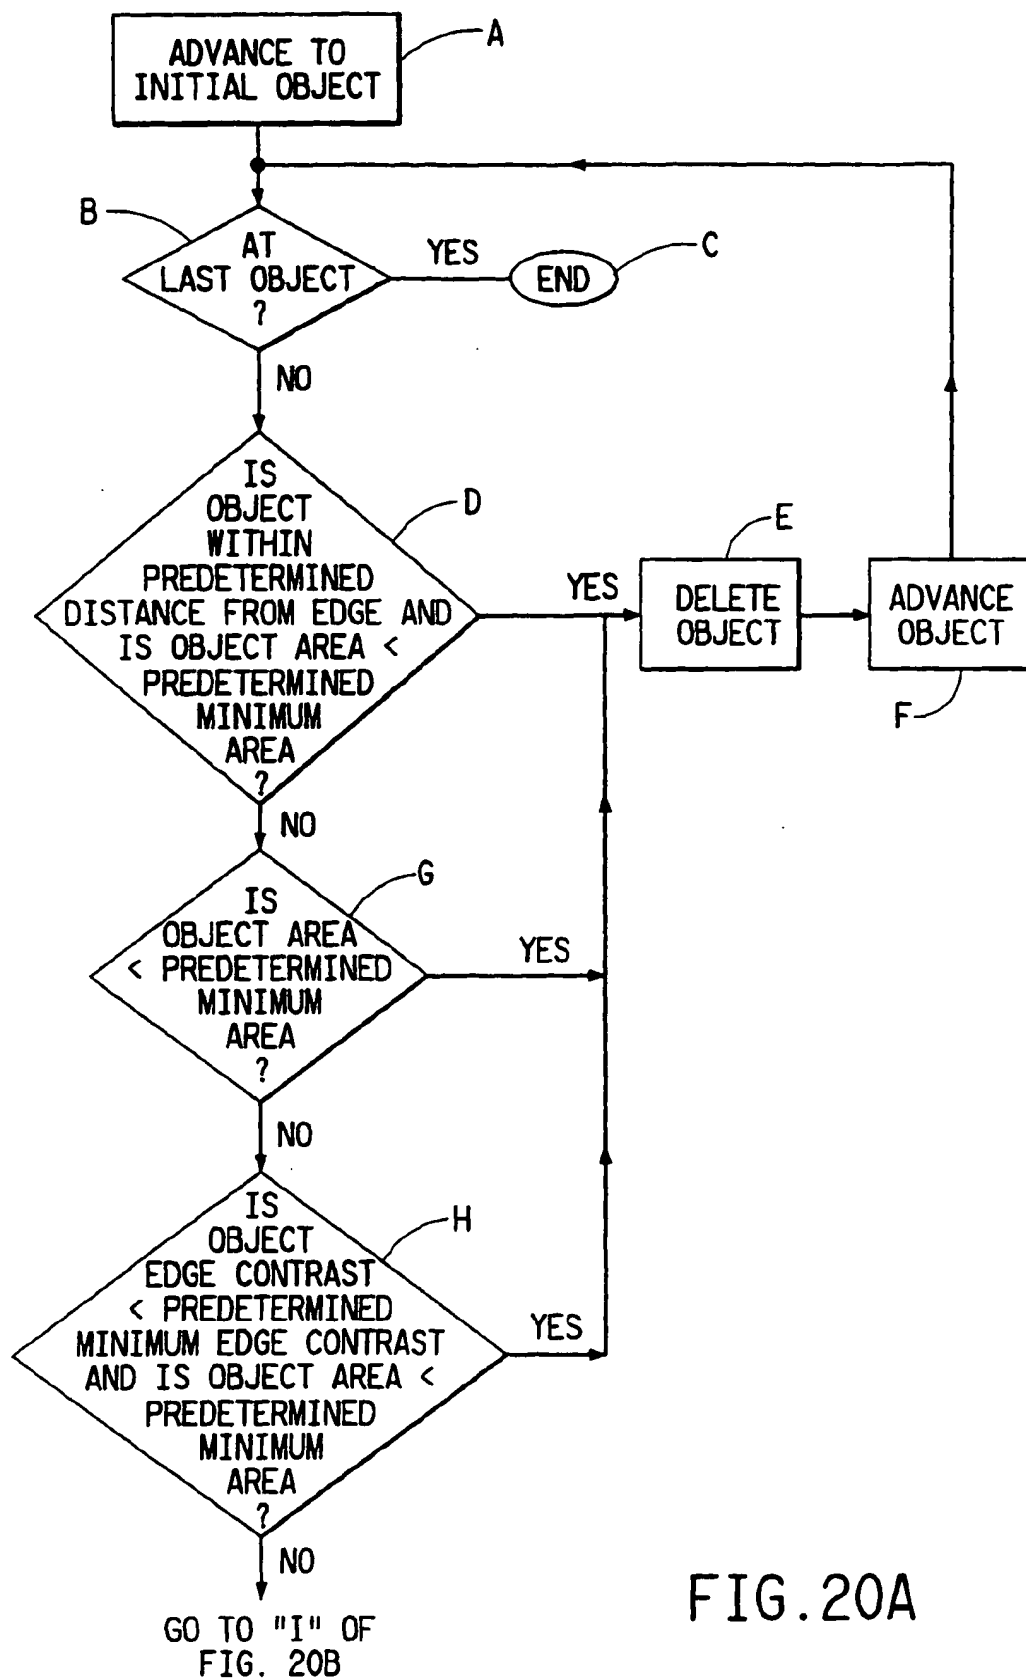 ADVANCE TO
INITIAL OBJECT
A
B
AT
LAST OBJECT
?
YES
END
C
NO
IS
OBJECT
WITHIN
PREDETERMINED
DISTANCE FROM EDGE AND
IS OBJECT AREA <
PREDETERMINED
MINIMUM
AREA
?
D
YES
E
DELETE
OBJECT
ADVANCE
OBJECT
F
NO
IS
OBJECT AREA
< PREDETERMINED
MINIMUM
AREA
?
G
YES
NO
IS
OBJECT
EDGE CONTRAST
< PREDETERMINED
MINIMUM EDGE CONTRAST
AND IS OBJECT AREA <
PREDETERMINED
MINIMUM
AREA
?
H
YES
NO
GO TO "I" OF
FIG. 20B
FIG.20A